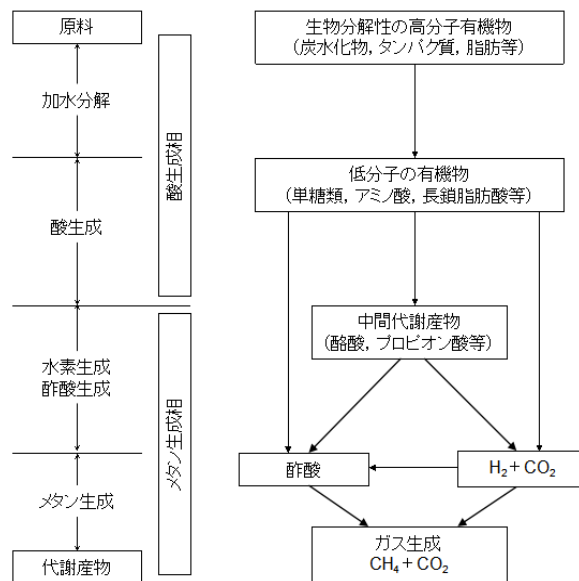 原料
加水分解
酸生成
水素生成
酢酸生成
メタン生成
代謝産物
酸生成相
メタン生成相
生物分解性の高分子有機物
(炭水化物, タンパク質, 脂肪等)
低分子の有機物
(単糖類, アミノ酸, 長鎖脂肪酸等)
中間代謝産物
(酪酸, プロピオン酸等)
酢酸
H₂ + CO₂
ガス生成
CH₄ + CO₂